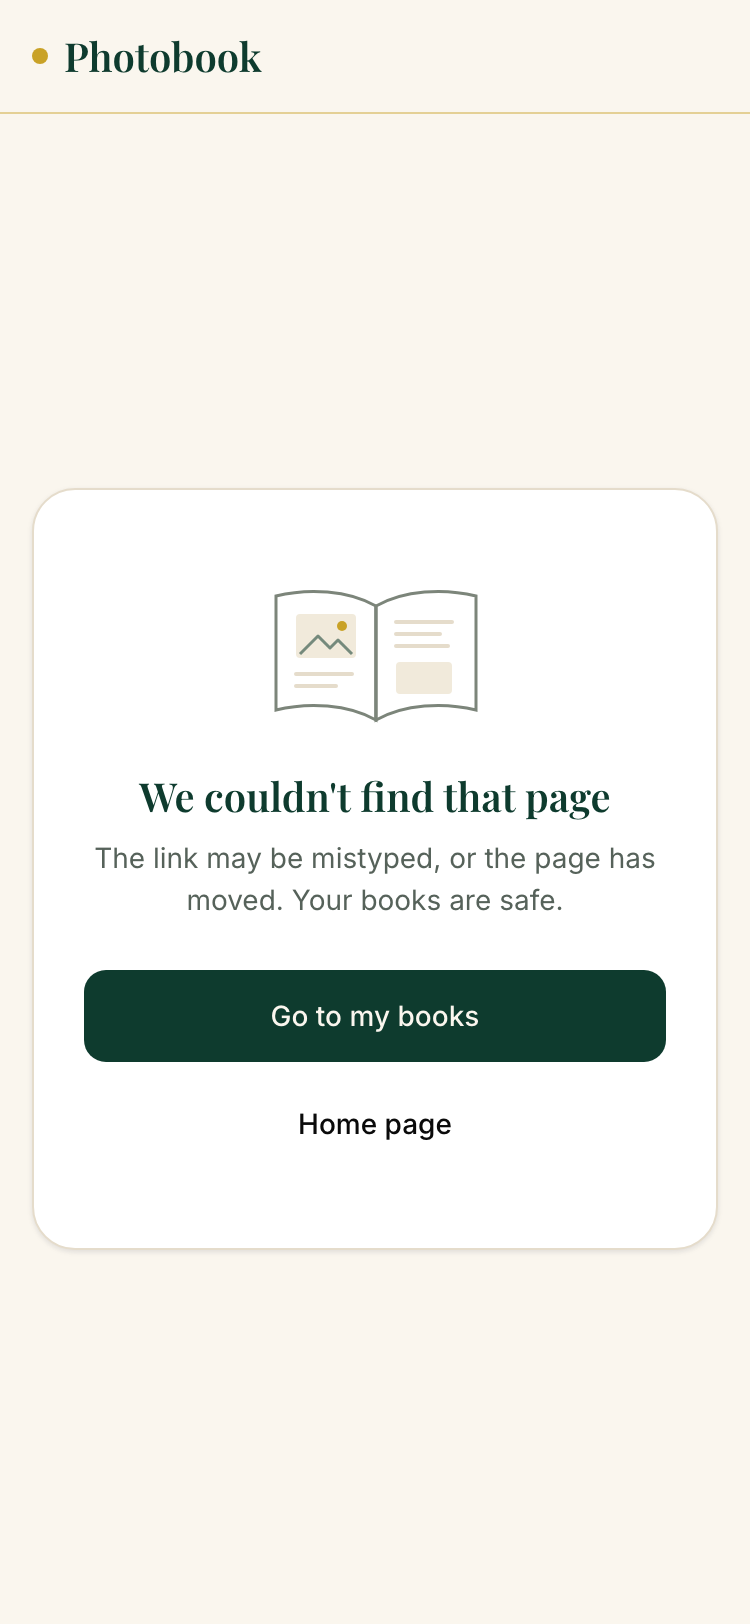 Photobook
We couldn't find that page
The link may be mistyped, or the page has
moved. Your books are safe.
Go to my books
Home page